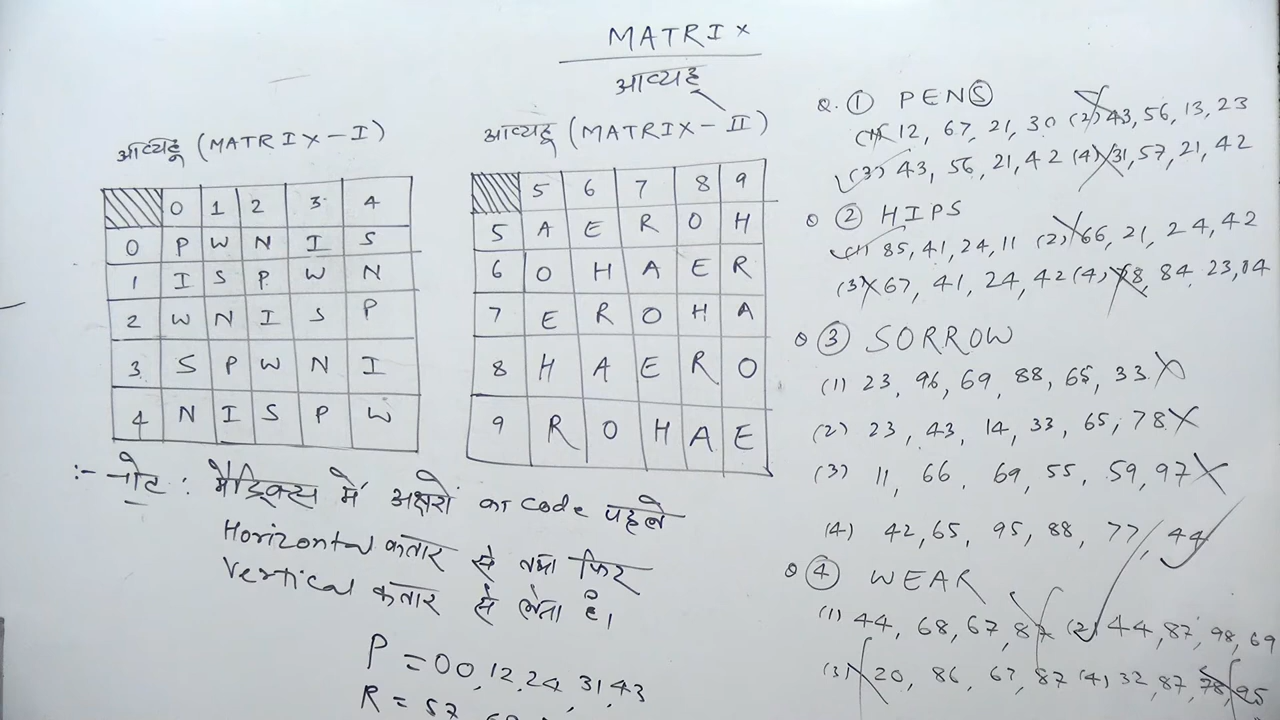 MATRIX
आव्यहू
आव्यहू (MATRIX-I)
0 1 2 3 4
0 P W N I S
1 I S P W N
2 W N I S P
3 S P W N I
4 N I S P W
आव्यहू (MATRIX-II)
5 6 7 8 9
5 A E R O H
6 O H A E R
7 E R O H A
8 H A E R O
9 R O H A E
:- नोट : मैट्रिक्स में अक्षरों का code पहले
Horizontal कतार से तथा फिर
Vertical कतार से लेता है।
P = 00, 12, 24, 31, 43
R = 57,
Q. ① PENS
(1) 12, 67, 21, 30 (2) 43, 56, 13, 23
(3) 43, 56, 21, 42 (4) 31, 57, 21, 42
Q ② HIPS
(1) 85, 41, 24, 11 (2) 66, 21, 24, 42
(3) 67, 41, 24, 42 (4) 78, 84, 23, 14
Q ③ SORROW
(1) 23, 96, 69, 88, 65, 33
(2) 23, 43, 14, 33, 65, 78
(3) 11, 66, 69, 55, 59, 97
(4) 42, 65, 95, 88, 77, 44
Q ④ WEAR
(1) 44, 68, 67, 87 (2) 44, 87, 98, 69
(3) 20, 86, 67, 87 (4) 32, 87, 78, 95